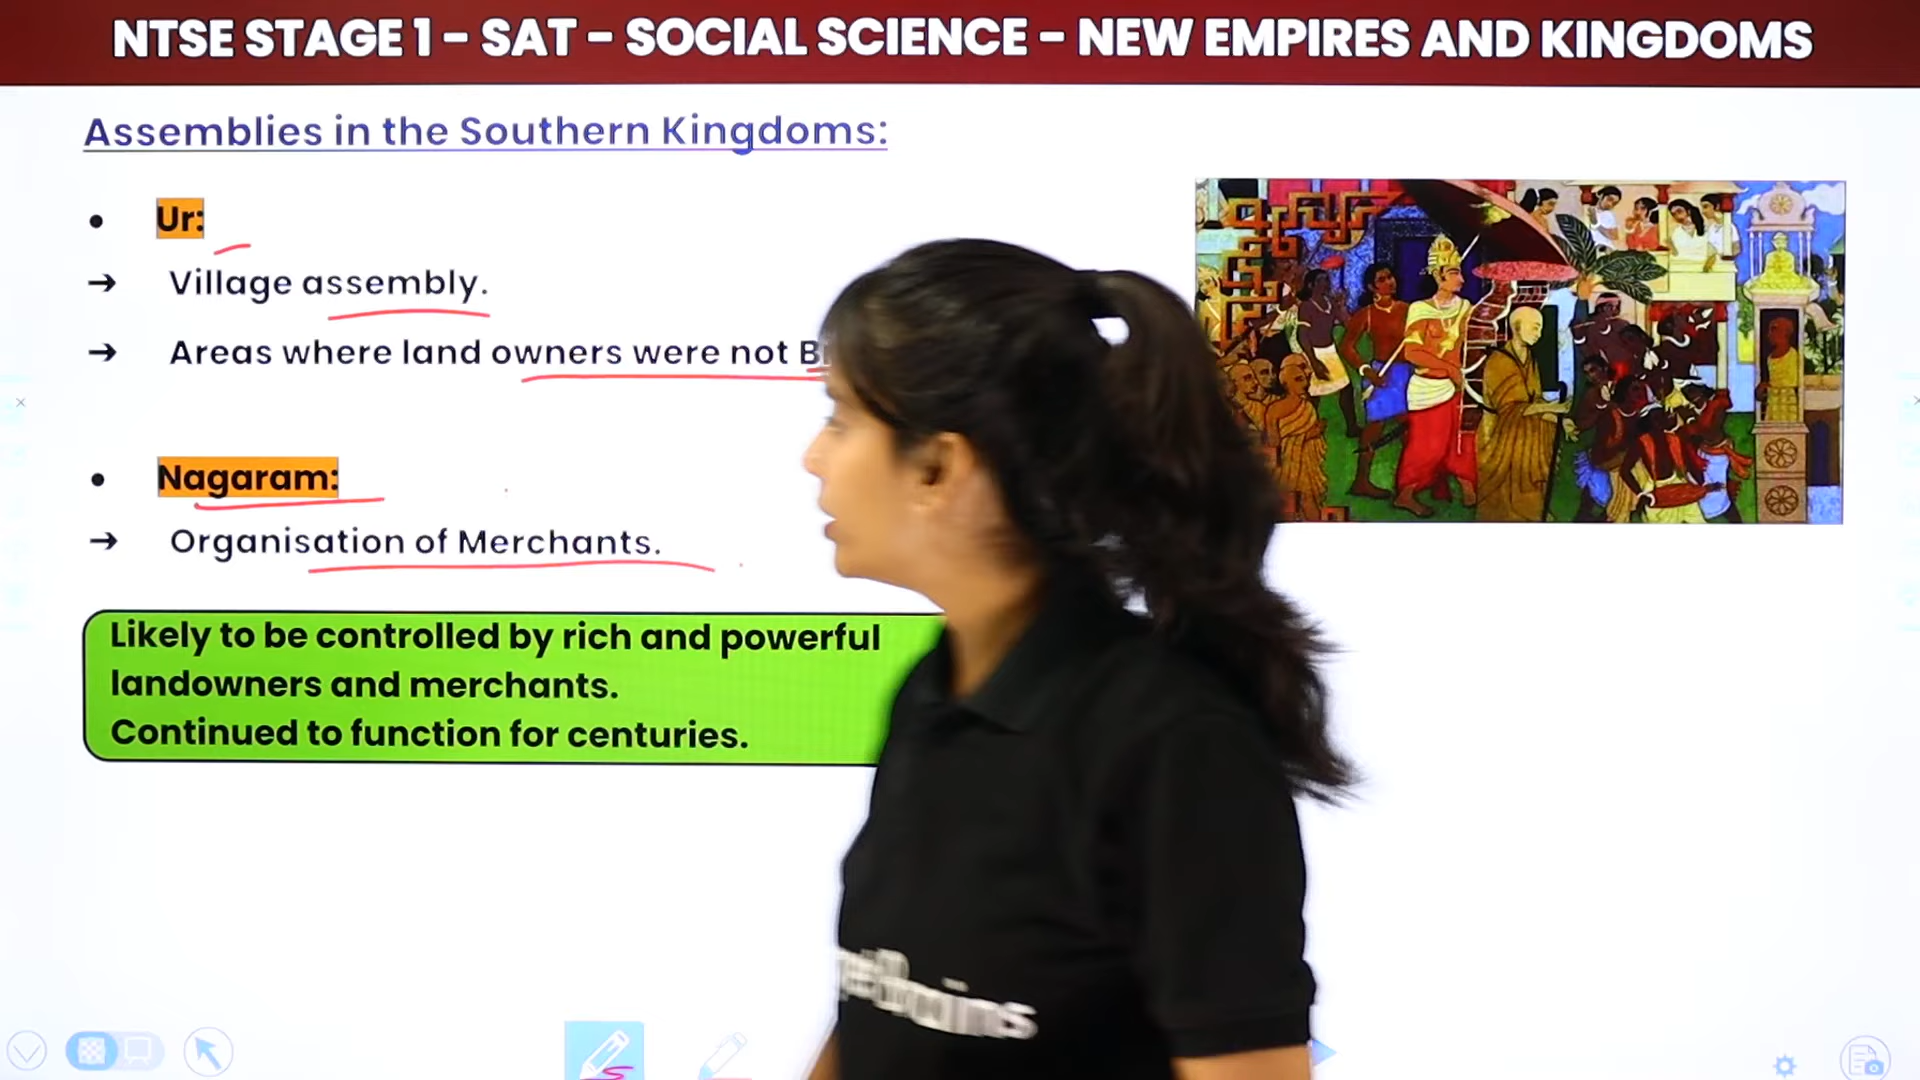 NTSE STAGE 1 - SAT - SOCIAL SCIENCE - NEW EMPIRES AND KINGDOMS
Assemblies in the Southern Kingdoms:
• Ur:
→ Village assembly.
→ Areas where land owners were not
• Nagaram:
→ Organisation of Merchants.
Likely to be controlled by rich and powerful
landowners and merchants.
Continued to function for centuries.